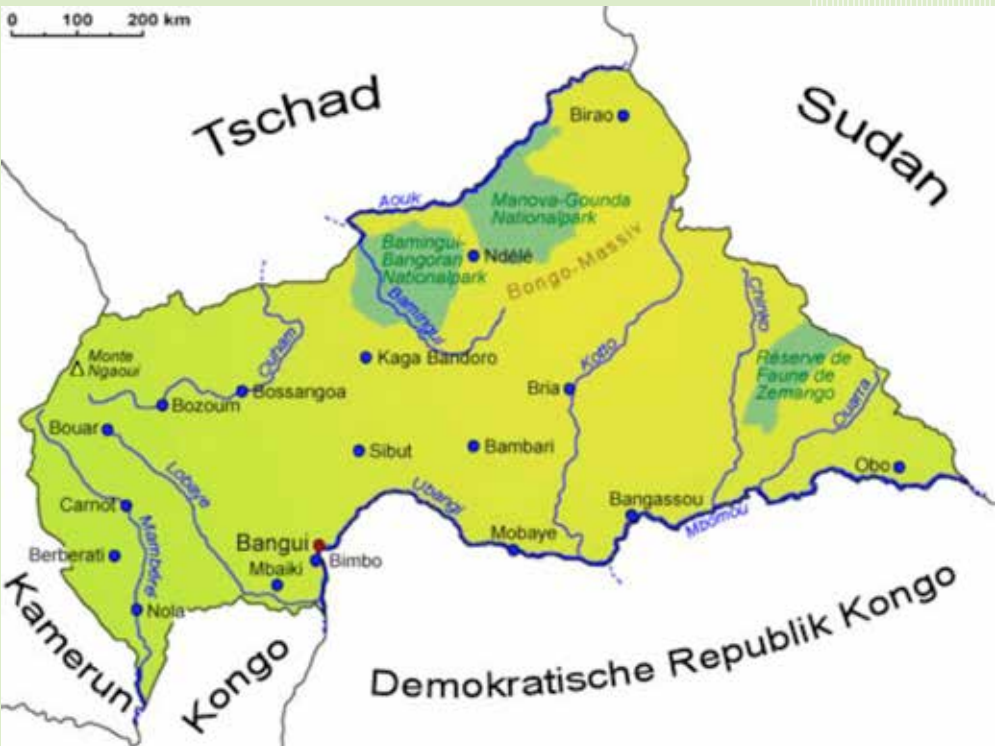 0 100 200 km
Tschad
Sudan
Birao
Aouk
Manova-Gounda
Nationalpark
Bamingui-
Bangoran
Nationalpark
Ndélé
Bongo-Massiv
Bamingui
Chinko
Ouham
Monte
Ngaoui
Kaga Bandoro
Kotto
Réserve de
Faune de
Zemango
Bossangoa
Bria
Ouarra
Bozoum
Bouar
Sibut
Bambari
Obo
Lobaye
Ubangi
Carnot
Bangassou
Mbomou
Mambéré
Mobaye
Bangui
Berberati
Bimbo
Mbaiki
Nola
Kamerun
Kongo
Demokratische Republik Kongo